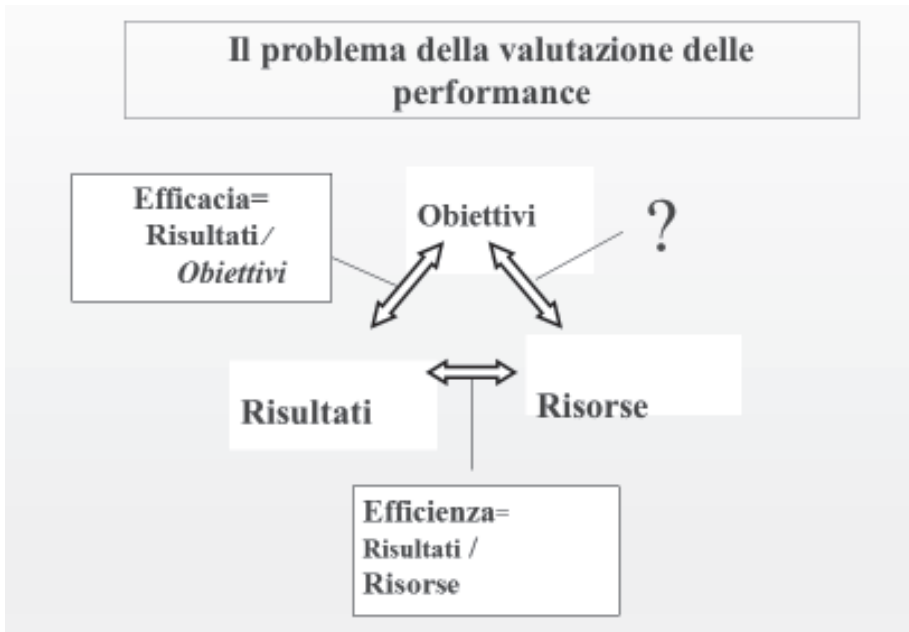 Il problema della valutazione delle
performance
Efficacia=
Risultati/
Obiettivi
Obiettivi
?
Risultati
Risorse
Efficienza=
Risultati /
Risorse